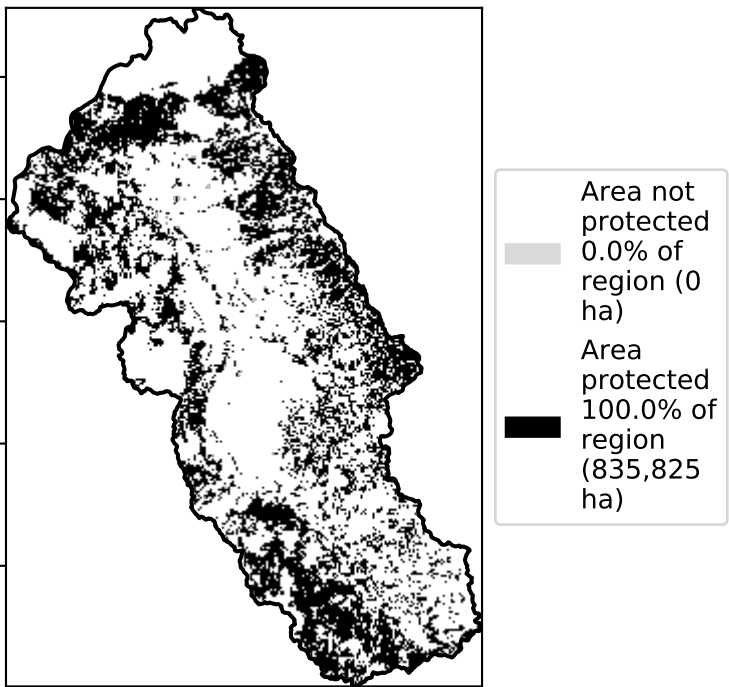 Area not
protected
0.0% of
region (0
ha)
Area
protected
100.0% of
region
(835,825
ha)